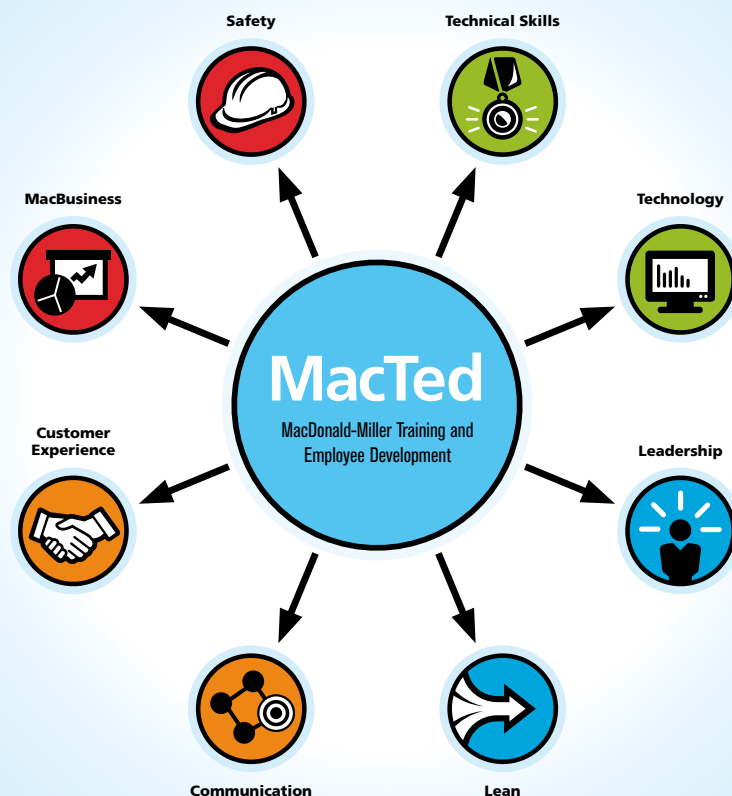 Safety
Technical Skills
MacBusiness
Technology
MacTed
MacDonald-Miller Training and
Employee Development
Customer
Experience
Leadership
Communication
Lean